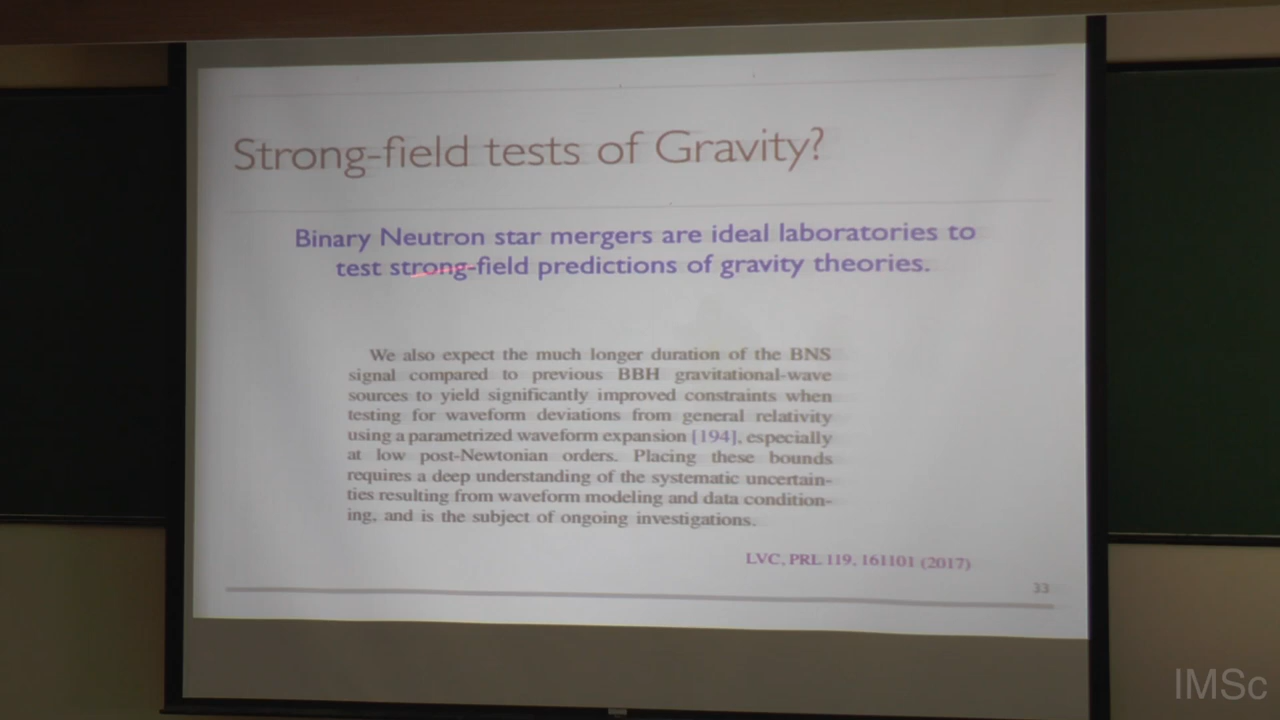 Strong-field tests of Gravity?
Binary Neutron star mergers are ideal laboratories to
test strong-field predictions of gravity theories.
We also expect the much longer duration of the BNS
signal compared to previous BBH gravitational-wave
sources to yield significantly improved constraints when
testing for waveform deviations from general relativity
using a parametrized waveform expansion [194], especially
at low post-Newtonian orders. Placing these bounds
requires a deep understanding of the systematic uncertain-
ties resulting from waveform modeling and data condition-
ing, and is the subject of ongoing investigations.
LVC, PRL 119, 161101 (2017)
33
IMSc